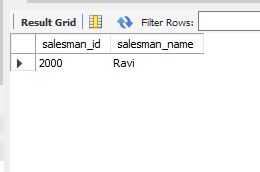 Result Grid Filter Rows:
salesman_id salesman_name
2000 Ravi